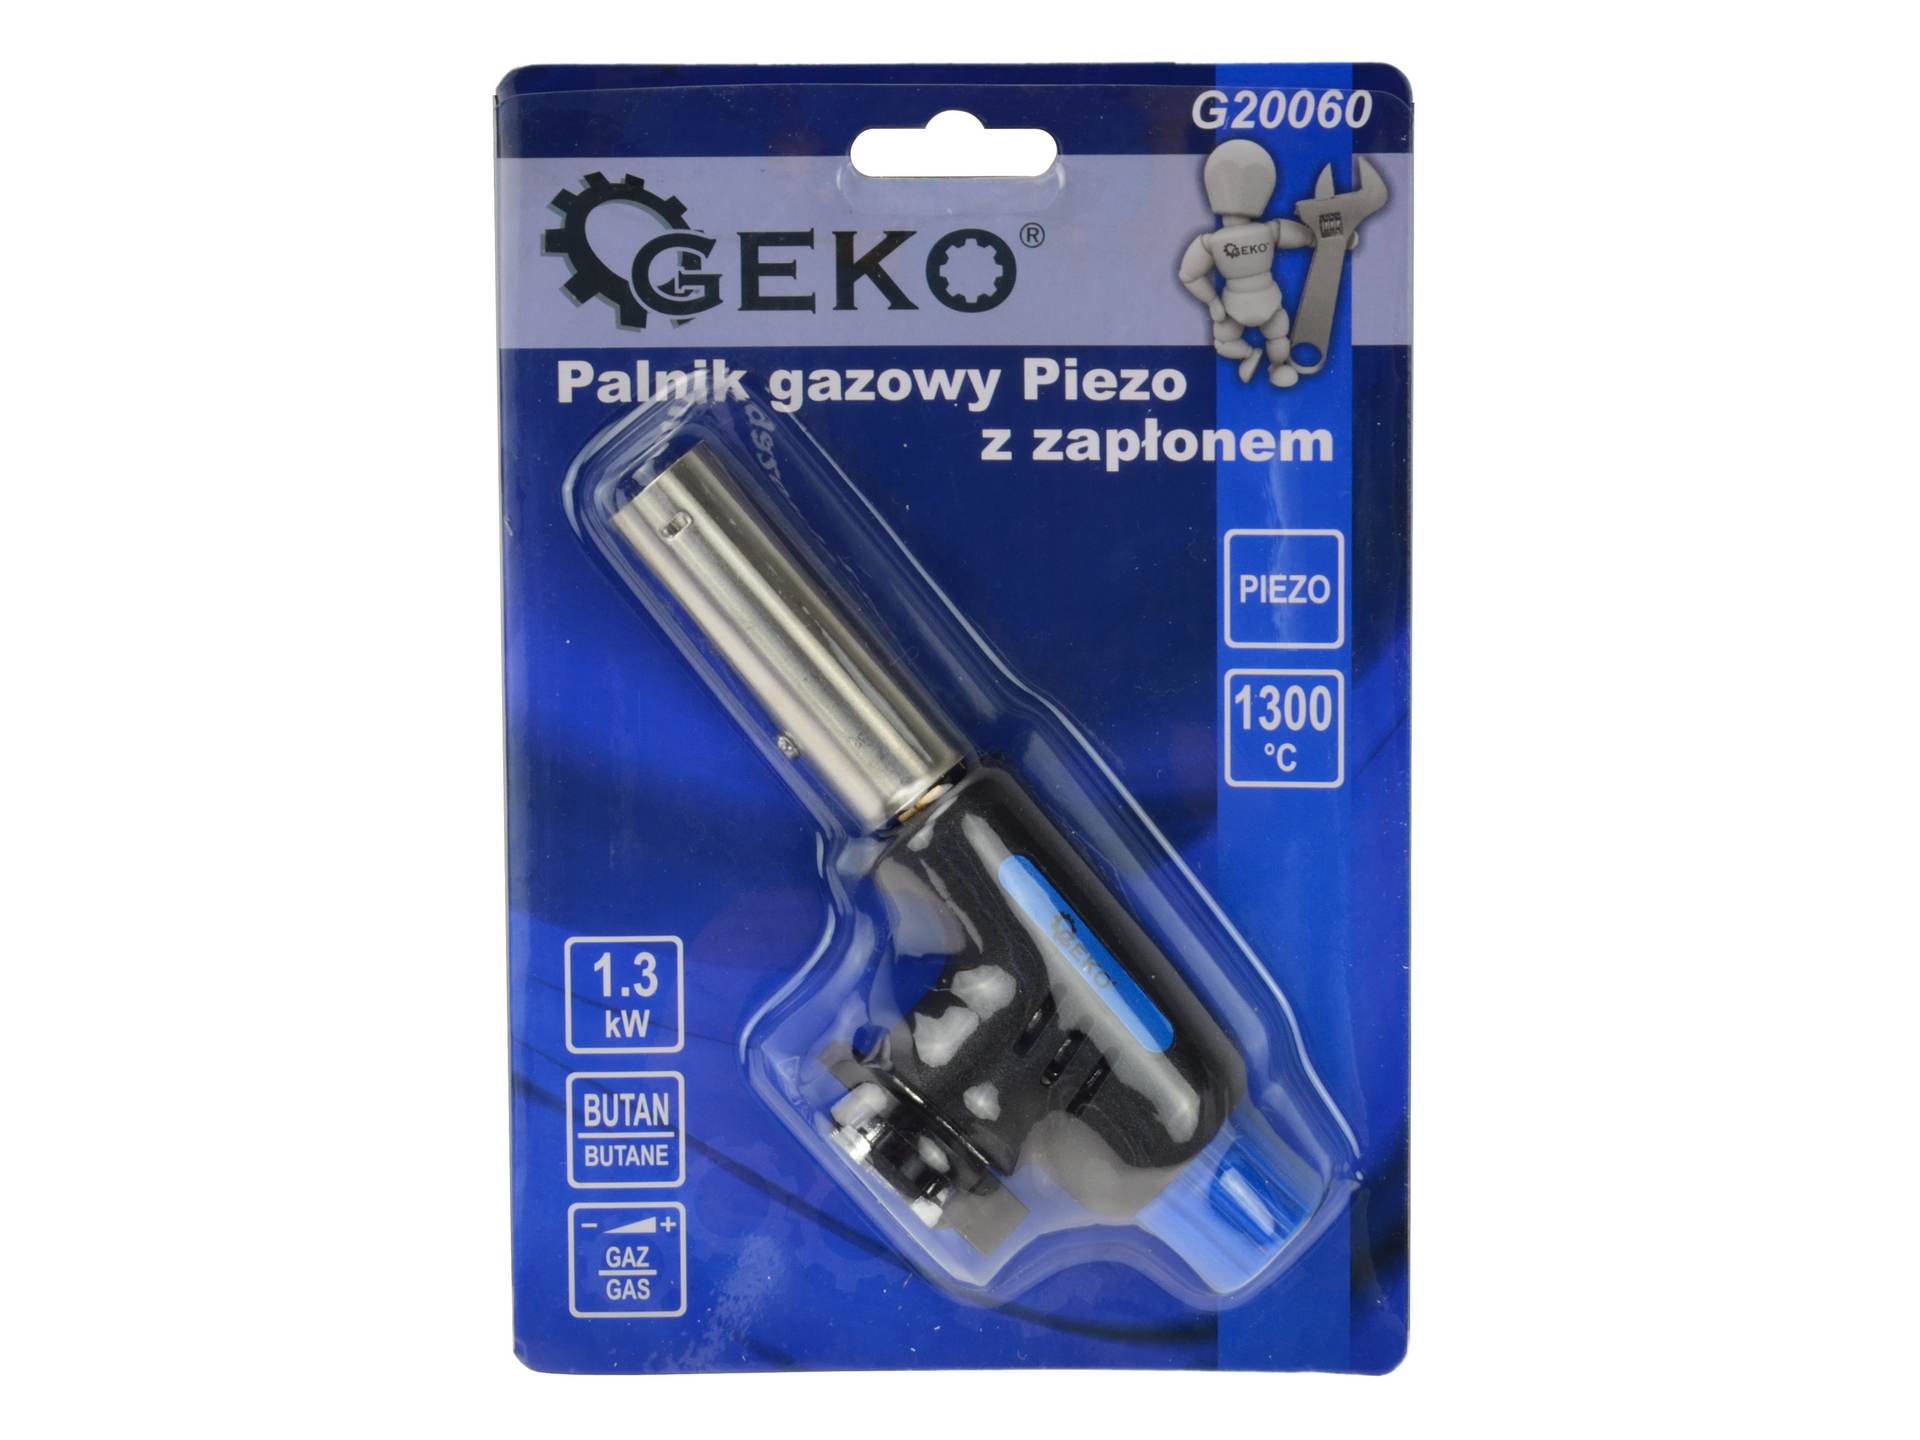 G20060
GEKO®
GEKO
Palnik gazowy Piezo
z zapłonem
PIEZO
1300
°C
GEKO
1.3
kW
BUTAN
BUTANE
- +
GAZ
GAS